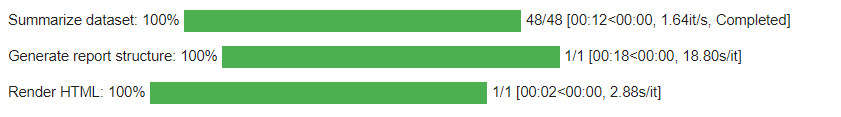 Summarize dataset: 100% 48/48 [00:12<00:00, 1.64it/s, Completed]
Generate report structure: 100% 1/1 [00:18<00:00, 18.80s/it]
Render HTML: 100% 1/1 [00:02<00:00, 2.88s/it]